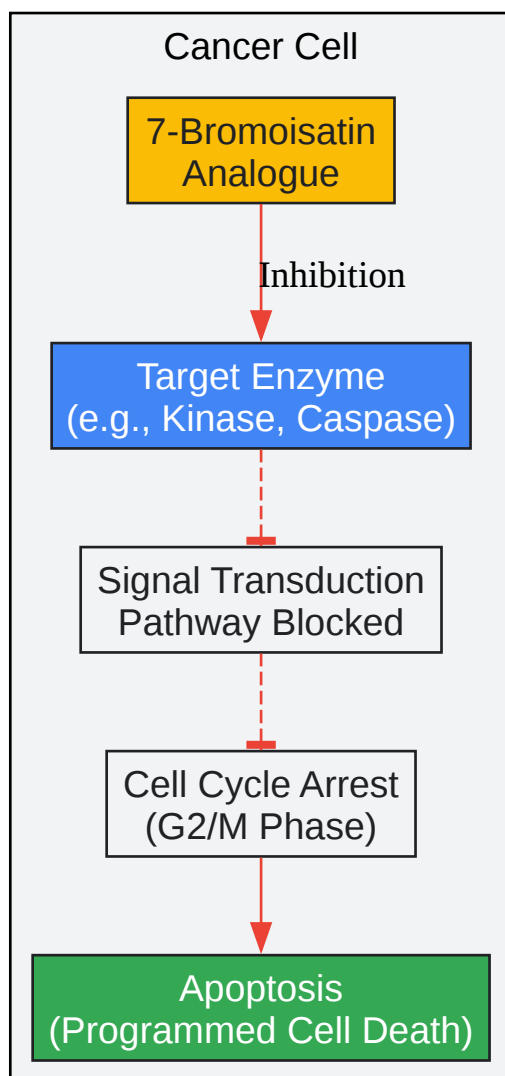 Cancer Cell
7-Bromoisatin
Analogue
Inhibition
Target Enzyme
(e.g., Kinase, Caspase)
Signal Transduction
Pathway Blocked
Cell Cycle Arrest
(G2/M Phase)
Apoptosis
(Programmed Cell Death)